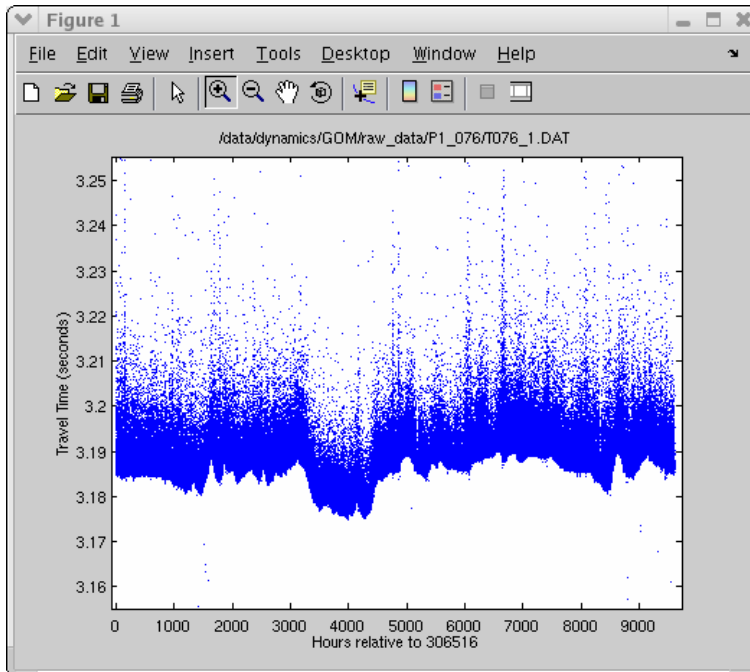 Figure 1
File Edit View Insert Tools Desktop Window Help
/data/dynamics/GOM/raw_data/P1_076/T076_1.DAT
3.25
3.24
3.23
3.22
3.21
3.2
3.19
3.18
3.17
3.16
Travel Time (seconds)
0 1000 2000 3000 4000 5000 6000 7000 8000 9000
Hours relative to 306516